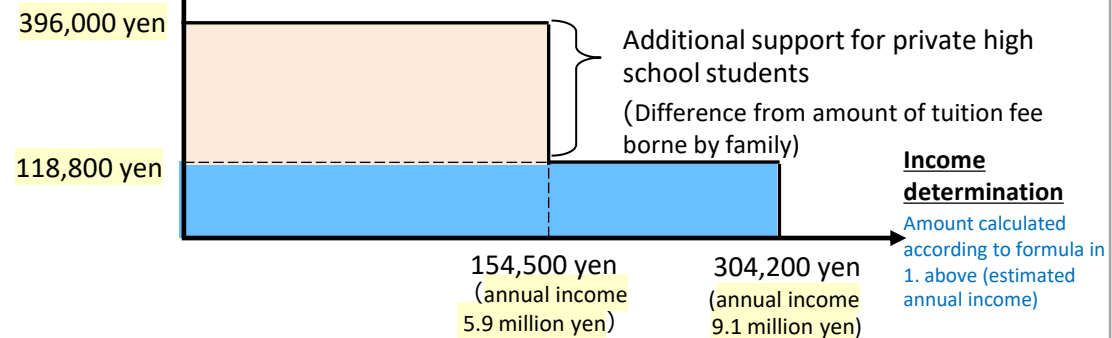 396,000 yen
Additional support for private high
school students
(Difference from amount of tuition fee
borne by family)
118,800 yen
Income
determination
Amount calculated
according to formula in
1. above (estimated
annual income)
154,500 yen
（annual income
5.9 million yen）
304,200 yen
(annual income
9.1 million yen)